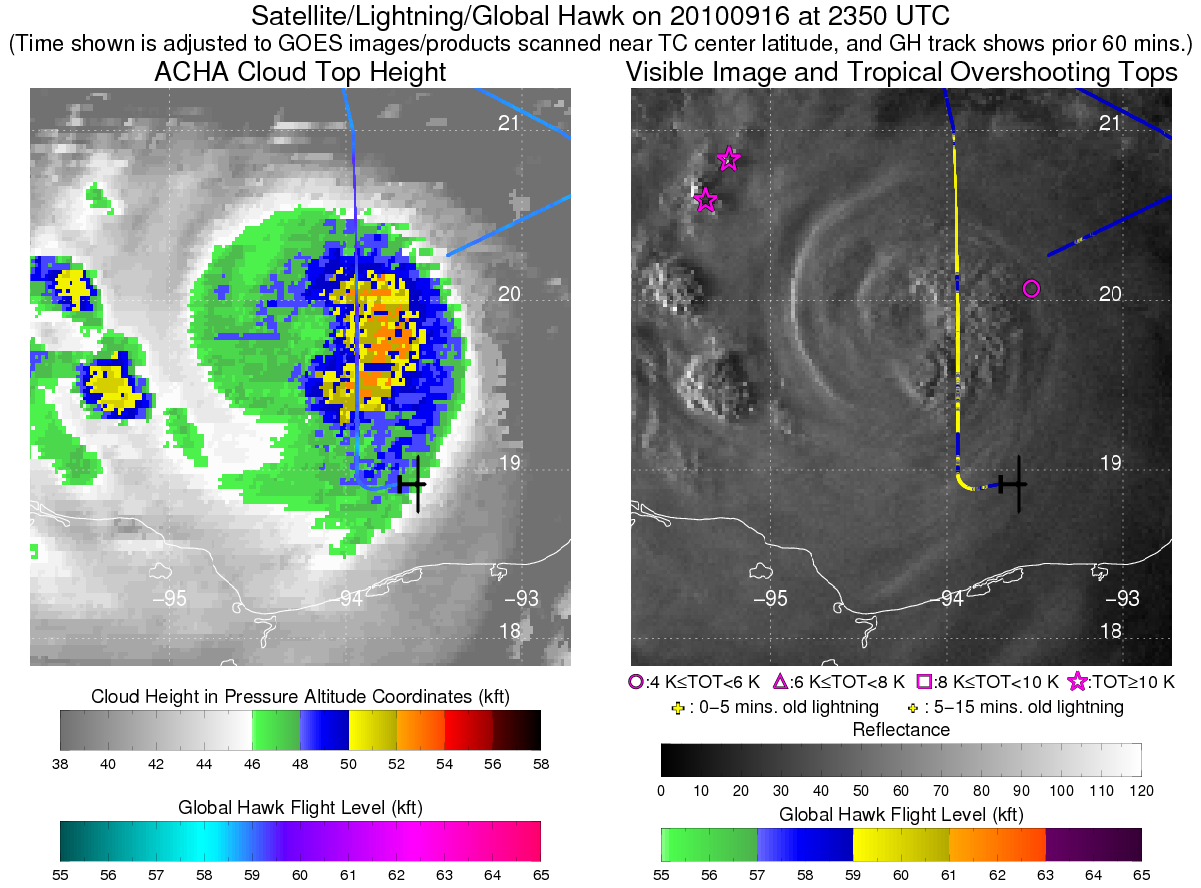 Satellite/Lightning/Global Hawk on 20100916 at 2350 UTC
(Time shown is adjusted to GOES images/products scanned near TC center latitude, and GH track shows prior 60 mins.)
ACHA Cloud Top Height
21
20
19
−95
−94
−93
18
Cloud Height in Pressure Altitude Coordinates (kft)
38 40 42 44 46 48 50 52 54 56 58
Global Hawk Flight Level (kft)
55 56 57 58 59 60 61 62 63 64 65
Visible Image and Tropical Overshooting Tops
21
20
19
−95
−94
−93
18
:4 K≤TOT<6 K :6 K≤TOT<8 K :8 K≤TOT<10 K :TOT≥10 K
: 0−5 mins. old lightning : 5−15 mins. old lightning
Reflectance
0 10 20 30 40 50 60 70 80 90 100 110 120
Global Hawk Flight Level (kft)
55 56 57 58 59 60 61 62 63 64 65